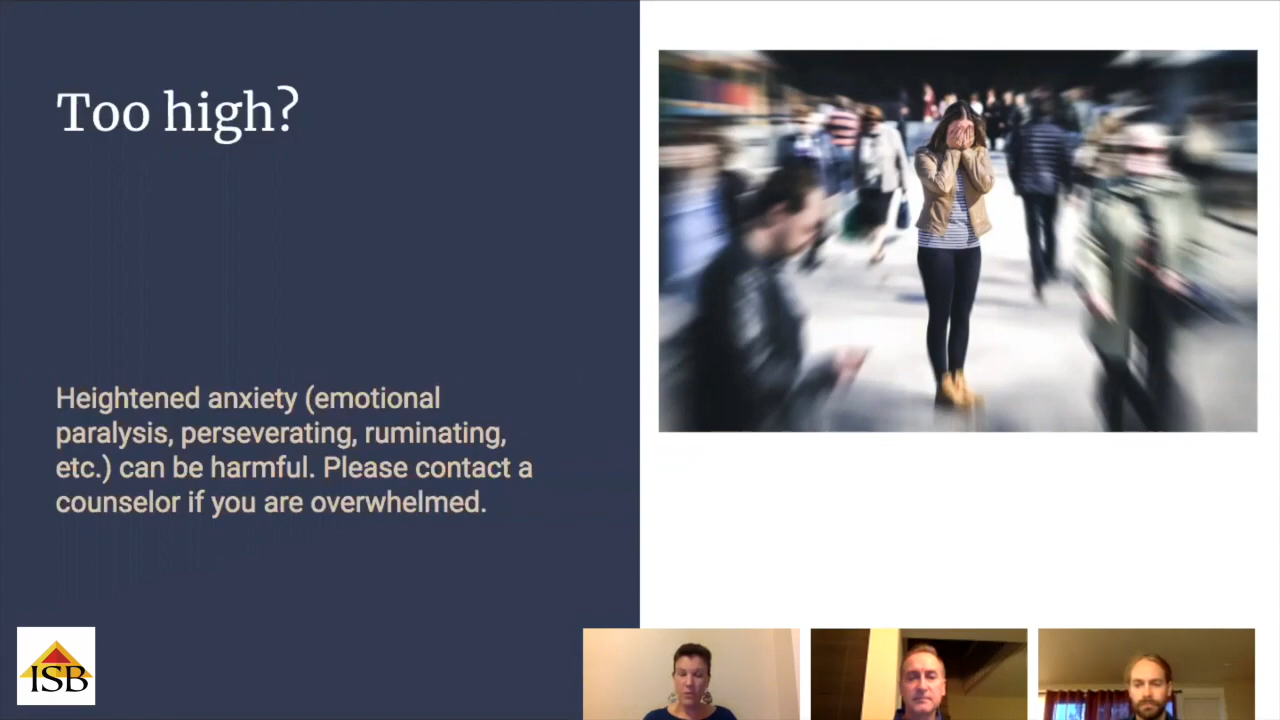 Too high?
Heightened anxiety (emotional
paralysis, perseverating, ruminating,
etc.) can be harmful. Please contact a
counselor if you are overwhelmed.
ISB